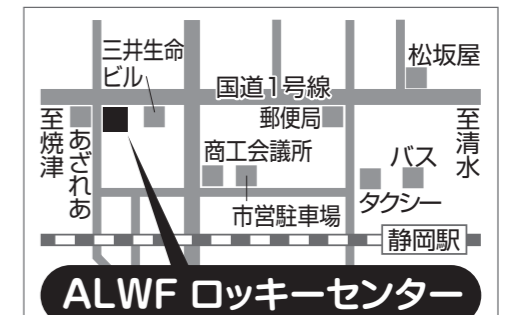 三井生命
ビル
松坂屋
国道1号線
郵便局
至焼津
あざれあ
商工会議所
バス
至清水
市営駐車場
タクシー
静岡駅
ALWF ロッキーセンター